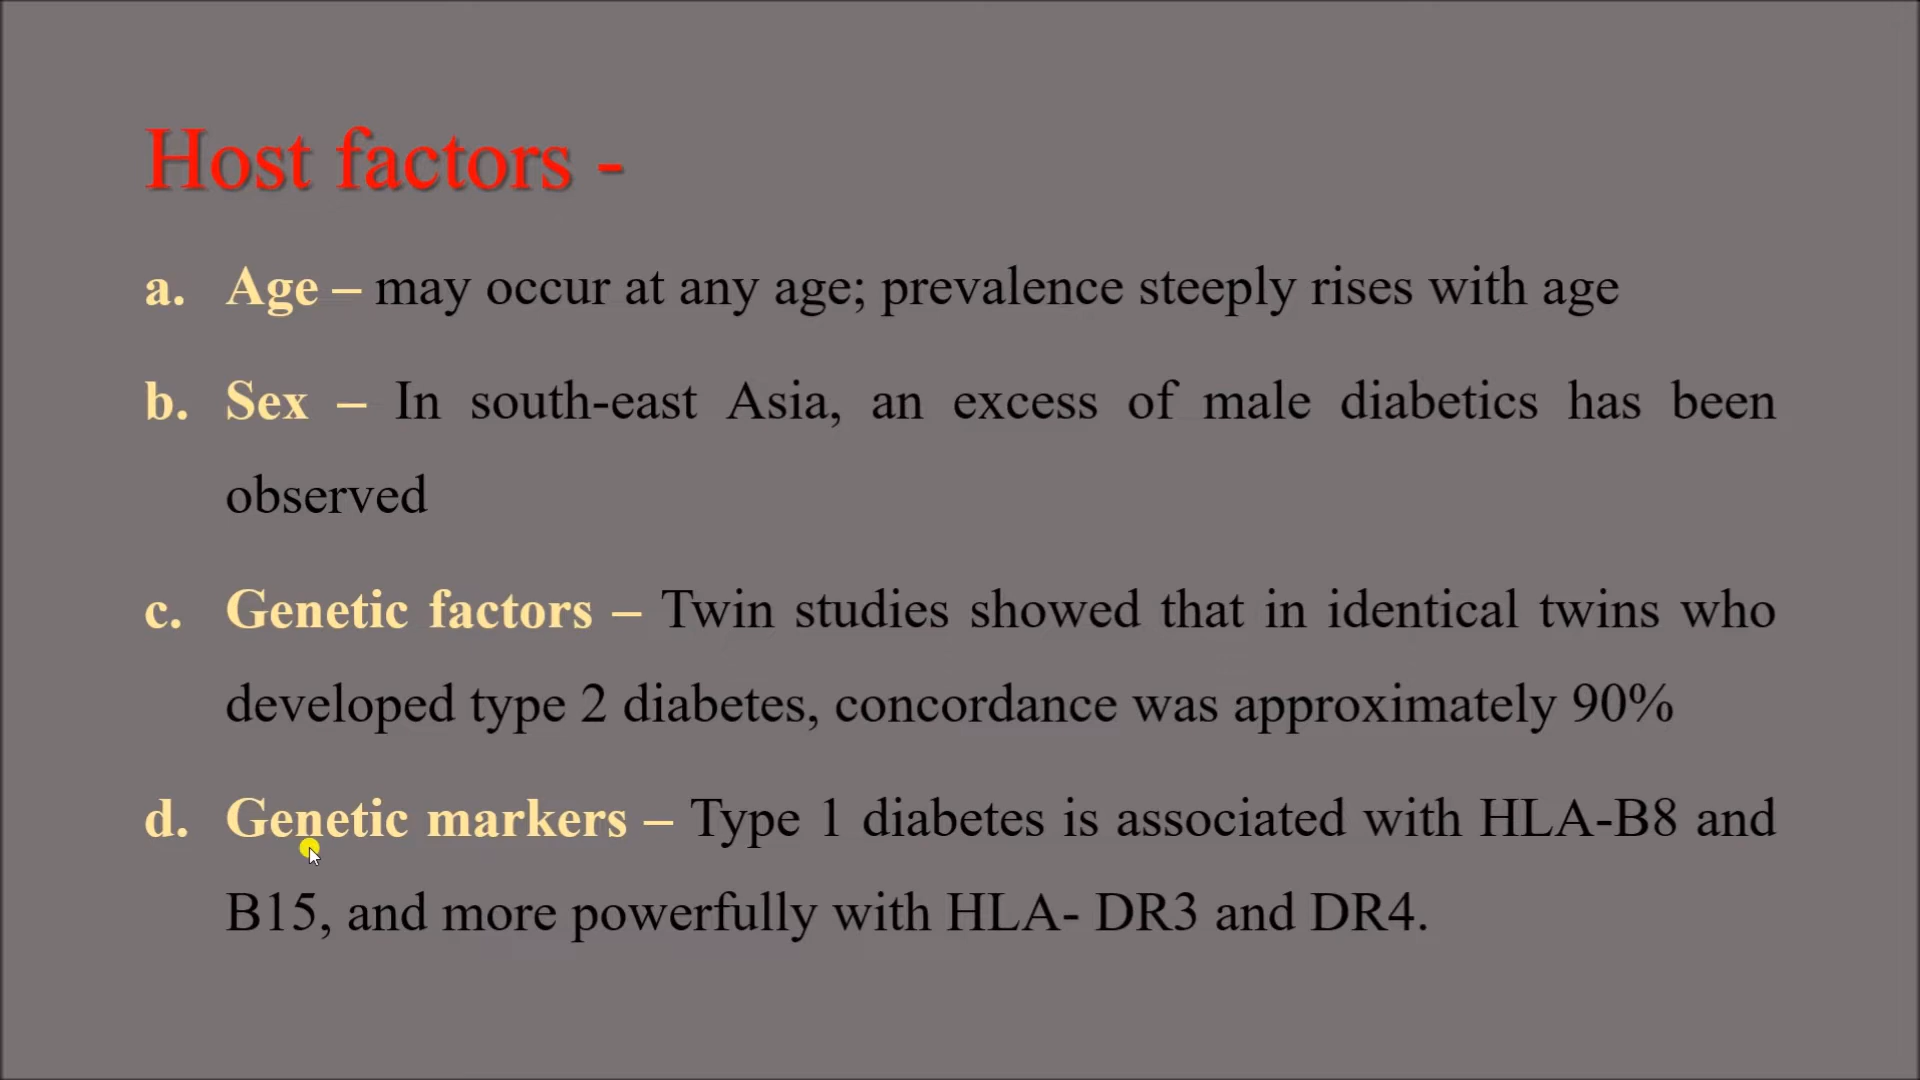 Host factors -
a. Age – may occur at any age; prevalence steeply rises with age
b. Sex – In south-east Asia, an excess of male diabetics has been
observed
c. Genetic factors – Twin studies showed that in identical twins who
developed type 2 diabetes, concordance was approximately 90%
d. Genetic markers – Type 1 diabetes is associated with HLA-B8 and
B15, and more powerfully with HLA- DR3 and DR4.